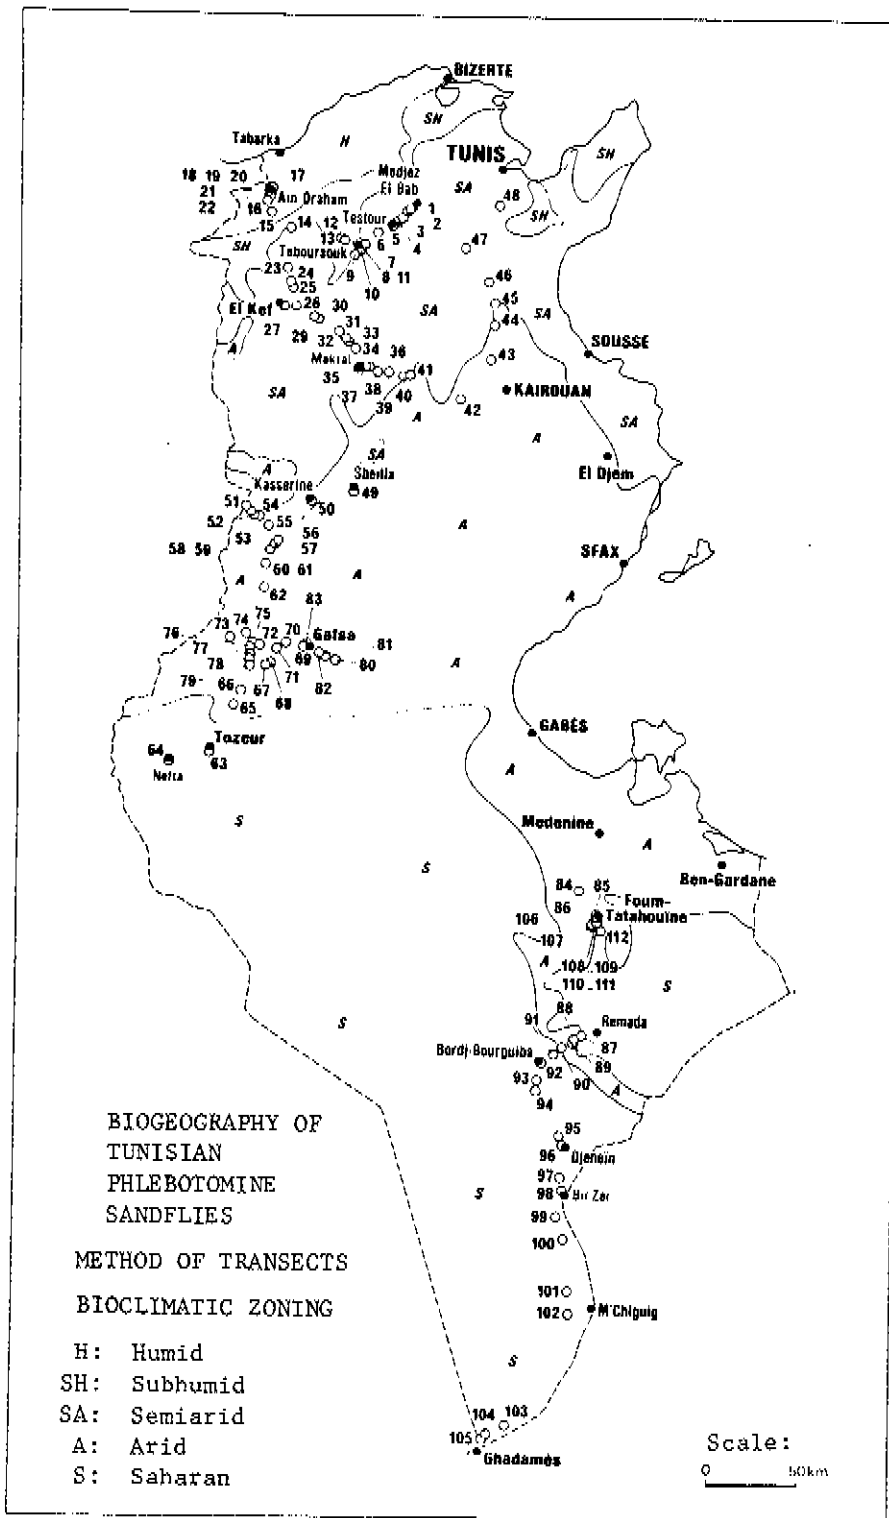 BIZERTE
SH
Tabarka
H
TUNIS
SH
Medjez
El Bab
SA
18 19 20 17
21
Ain Draham
22
16
15
14
12
13
Testour
1
2
3
4
5
6
7
SH
48
SH
Teboursouk
8 11
9
10
47
23
24
25
46
El Kef
26
30
SA
45
SA
27
29
31
33
32
34
44
SOUSSE
A
Maktar
36
41
43
35
38
40
KAIROUAN
SA
37
39
A
42
A
SA
SA
El Djem
A
Kasserine
Sbeitla
49
50
51
54
52
55
56
A
53
57
58 59
SFAX
60 61
A
A
A
62
83
76
73
74
75
72
70
Gafsa
81
77
69
80
78
71
82
A
79
66
67
68
65
GABÈS
Tozeur
64
63
Nefta
A
S
Medenine
A
S
Ben-Gardane
84
85
86
Foum-
Tatahouine
106
107
112
A
108 109
110 111
S
S
88
91
Remada
87
Bordj-Bourguiba
92
89
90
93
94
A
95
96
Djenein
97
98
Bir Zar
S
99
100
101
102
M'Chiguig
S
104
103
105
Ghadamès
BIOGEOGRAPHY OF
TUNISIAN
PHLEBOTOMINE
SANDFLIES
METHOD OF TRANSECTS
BIOCLIMATIC ZONING
H: Humid
SH: Subhumid
SA: Semiarid
A: Arid
S: Saharan
Scale:
0 50km